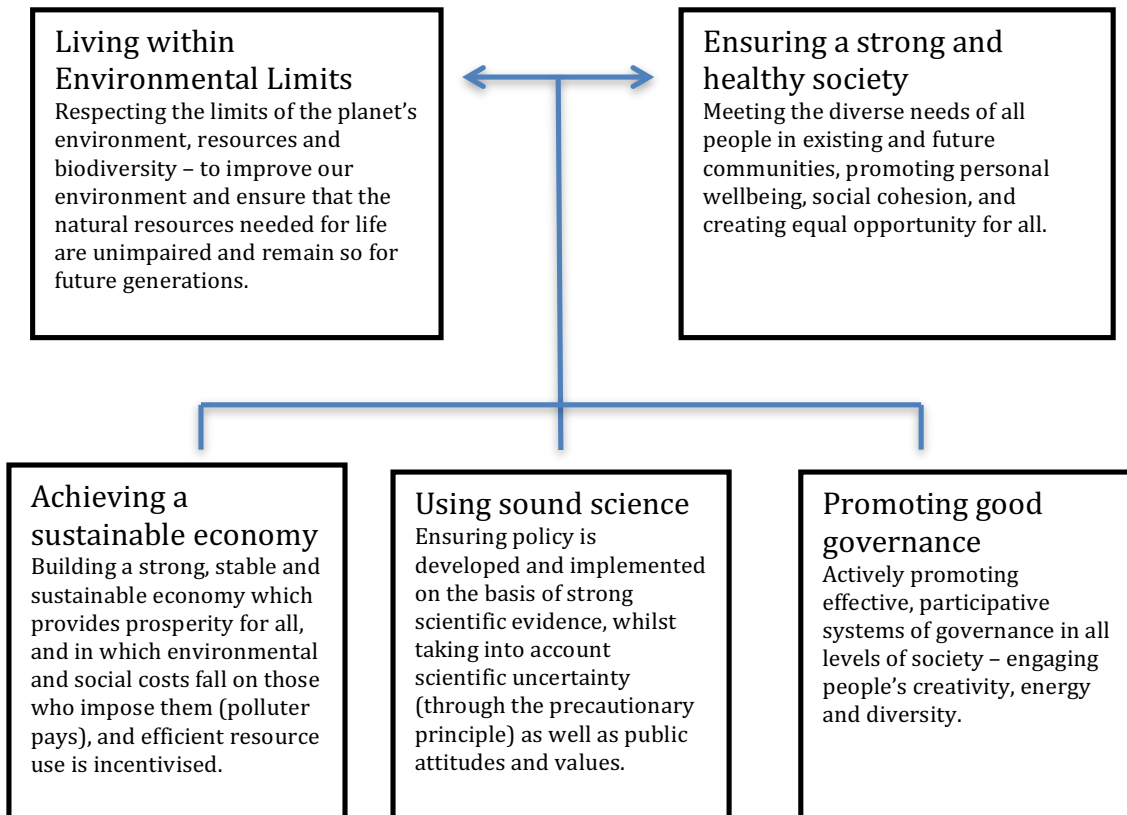 Living within
Environmental Limits
Respecting the limits of the planet’s
environment, resources and
biodiversity – to improve our
environment and ensure that the
natural resources needed for life
are unimpaired and remain so for
future generations.
Ensuring a strong and
healthy society
Meeting the diverse needs of all
people in existing and future
communities, promoting personal
wellbeing, social cohesion, and
creating equal opportunity for all.
Achieving a
sustainable economy
Building a strong, stable and
sustainable economy which
provides prosperity for all,
and in which environmental
and social costs fall on those
who impose them (polluter
pays), and efficient resource
use is incentivised.
Using sound science
Ensuring policy is
developed and implemented
on the basis of strong
scientific evidence, whilst
taking into account
scientific uncertainty
(through the precautionary
principle) as well as public
attitudes and values.
Promoting good
governance
Actively promoting
effective, participative
systems of governance in all
levels of society – engaging
people’s creativity, energy
and diversity.